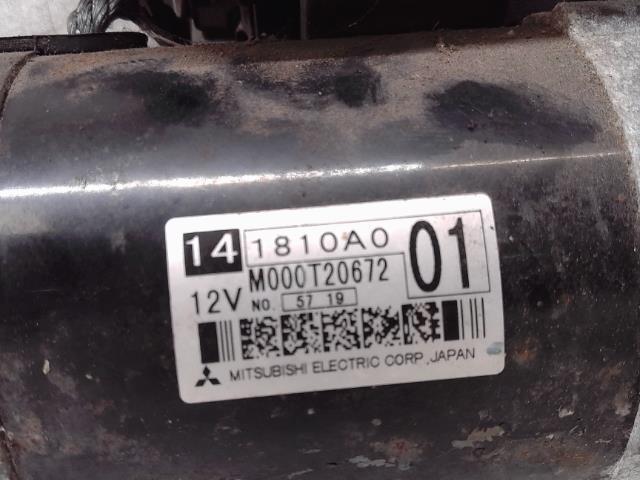 14 1810A0 01
M000T20672
12V NO. 57 19
MITSUBISHI ELECTRIC CORP., JAPAN